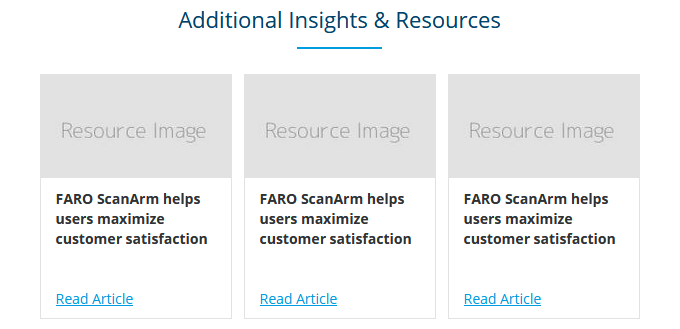 Additional Insights & Resources
Resource Image
Resource Image
Resource Image
FARO ScanArm helps
users maximize
customer satisfaction
Read Article
FARO ScanArm helps
users maximize
customer satisfaction
Read Article
FARO ScanArm helps
users maximize
customer satisfaction
Read Article